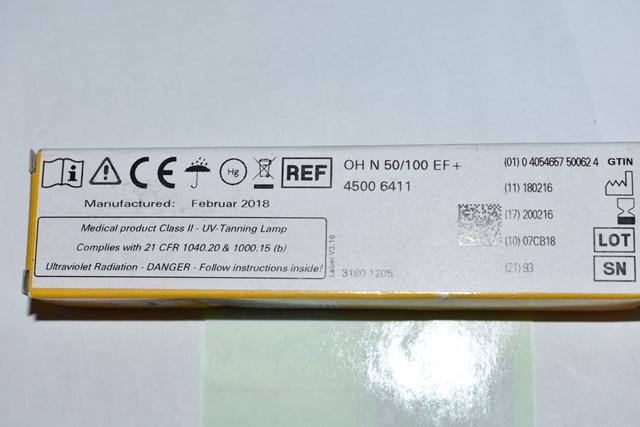 i
CE
Hg
REF
OH N 50/100 EF+
4500 6411
Manufactured: Februar 2018
Medical product Class II - UV-Tanning Lamp
Complies with 21 CFR 1040.20 & 1000.15 (b)
Ultraviolet Radiation - DANGER - Follow instructions inside!
Label V3.16
3180 1205
(01) 0 4054657 50062 4 GTIN
(11) 180216
(17) 200216
(10) 07CB18 LOT
(21) 93 SN